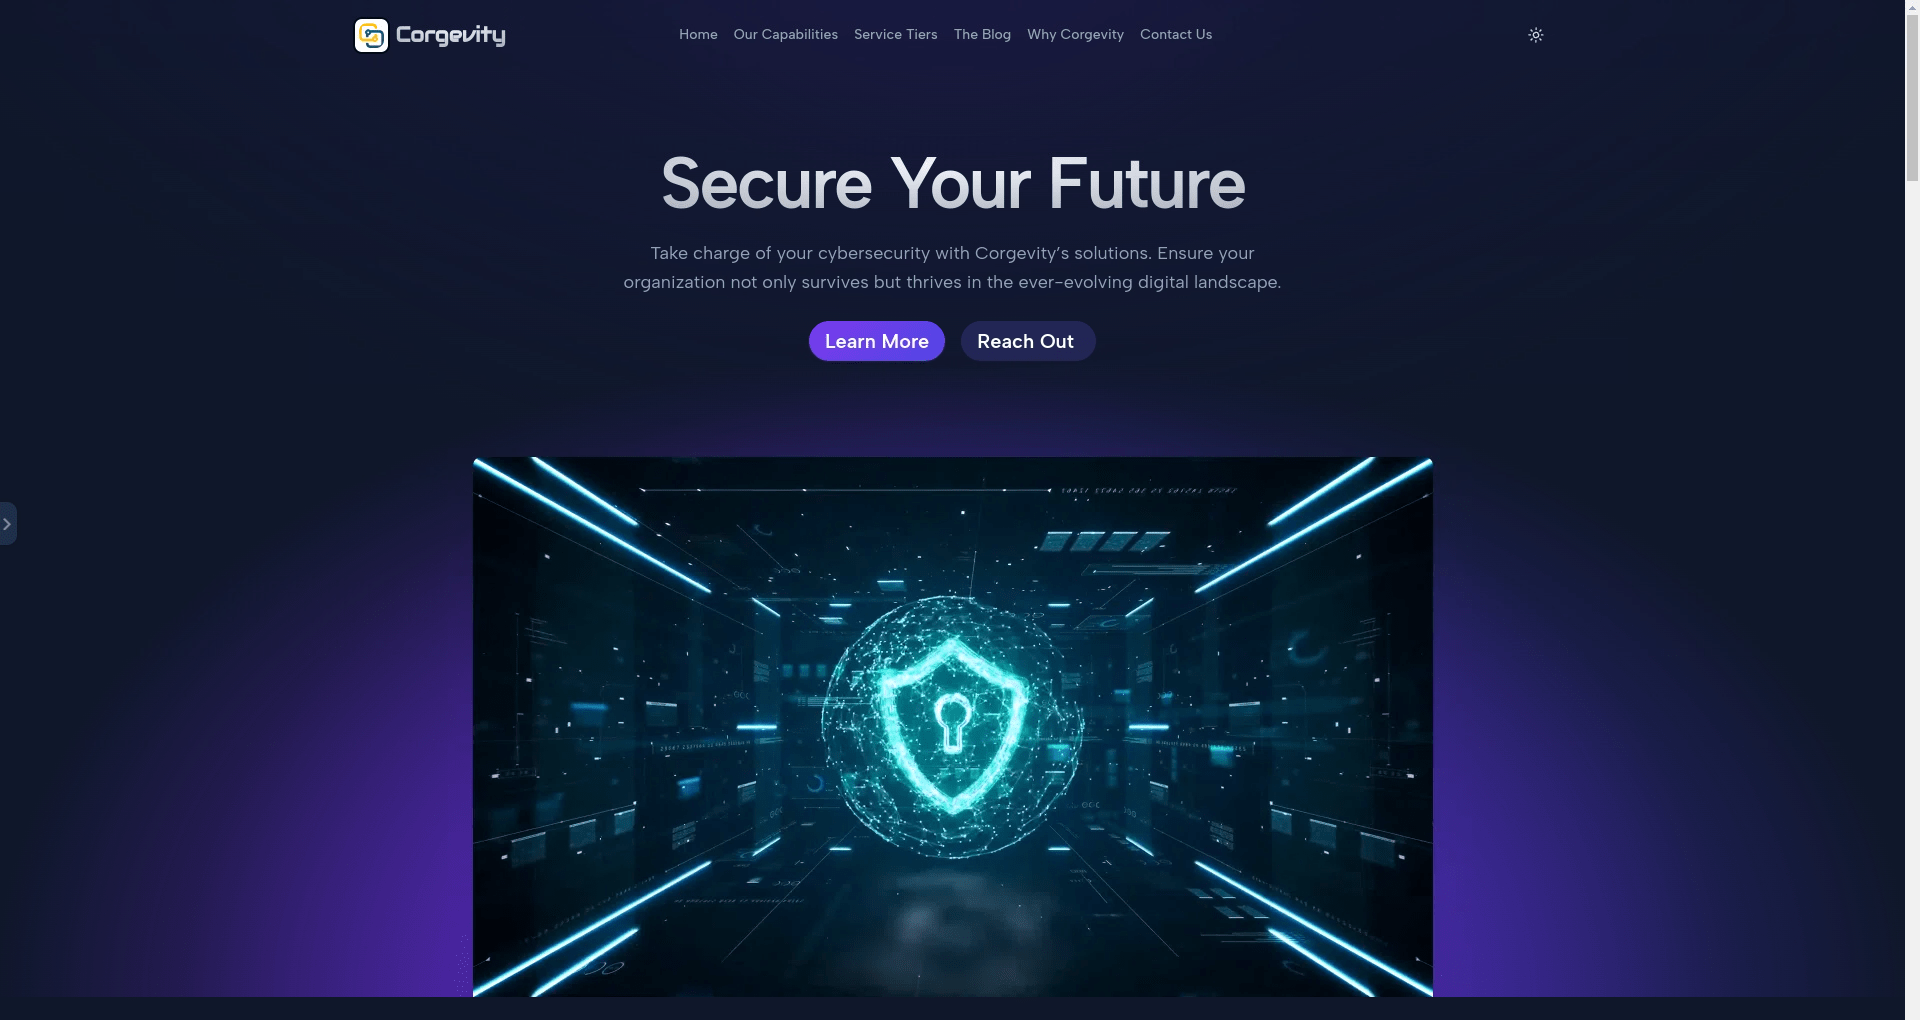 Corgevity
Home Our Capabilities Service Tiers The Blog Why Corgevity Contact Us
Secure Your Future
Take charge of your cybersecurity with Corgevity’s solutions. Ensure your
organization not only survives but thrives in the ever-evolving digital landscape.
Learn More Reach Out